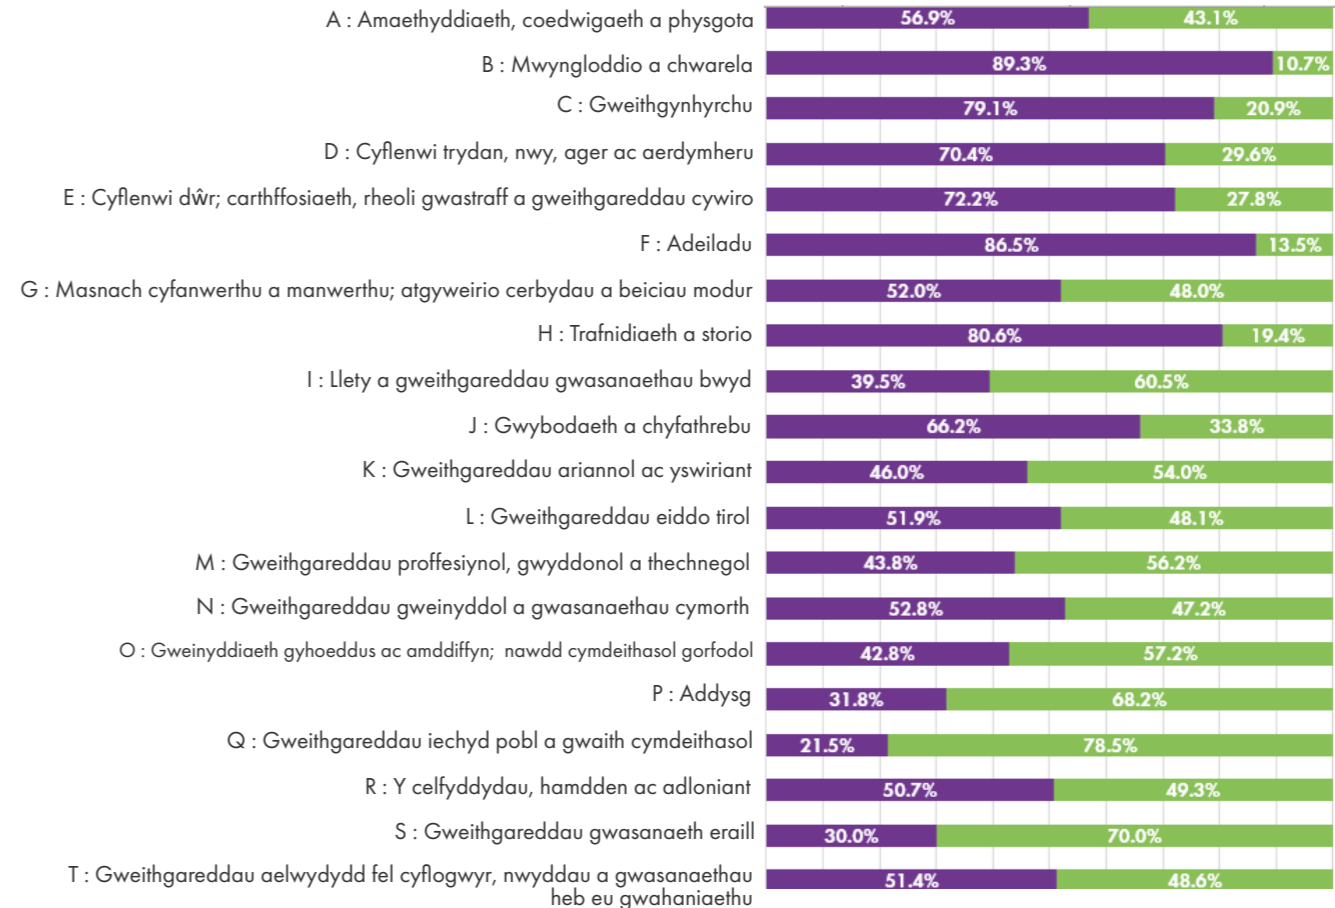 A : Amaethyddiaeth, coedwigaeth a physgota 56.9% 43.1%
B : Mwyngloddio a chwarela 89.3% 10.7%
C : Gweithgynhyrchu 79.1% 20.9%
D : Cyflenwi trydan, nwy, ager ac aerdymheru 70.4% 29.6%
E : Cyflenwi dŵr; carthffosiaeth, rheoli gwastraff a gweithgareddau cywiro 72.2% 27.8%
F : Adeiladu 86.5% 13.5%
G : Masnach cyfanwerthu a manwerthu; atgyweirio cerbydau a beiciau modur 52.0% 48.0%
H : Trafnidiaeth a storio 80.6% 19.4%
I : Llety a gweithgareddau gwasanaethau bwyd 39.5% 60.5%
J : Gwybodaeth a chyfathrebu 66.2% 33.8%
K : Gweithgareddau ariannol ac yswiriant 46.0% 54.0%
L : Gweithgareddau eiddo tirol 51.9% 48.1%
M : Gweithgareddau proffesiynol, gwyddonol a thechnegol 43.8% 56.2%
N : Gweithgareddau gweinyddol a gwasanaethau cymorth 52.8% 47.2%
O : Gweinyddiaeth gyhoeddus ac amddiffyn; nawdd cymdeithasol gorfodol 42.8% 57.2%
P : Addysg 31.8% 68.2%
Q : Gweithgareddau iechyd pobl a gwaith cymdeithasol 21.5% 78.5%
R : Y celfyddydau, hamdden ac adloniant 50.7% 49.3%
S : Gweithgareddau gwasanaeth eraill 30.0% 70.0%
T : Gweithgareddau aelwydydd fel cyflogwyr, nwyddau a gwasanaethau 51.4% 48.6%
heb eu gwahaniaethu